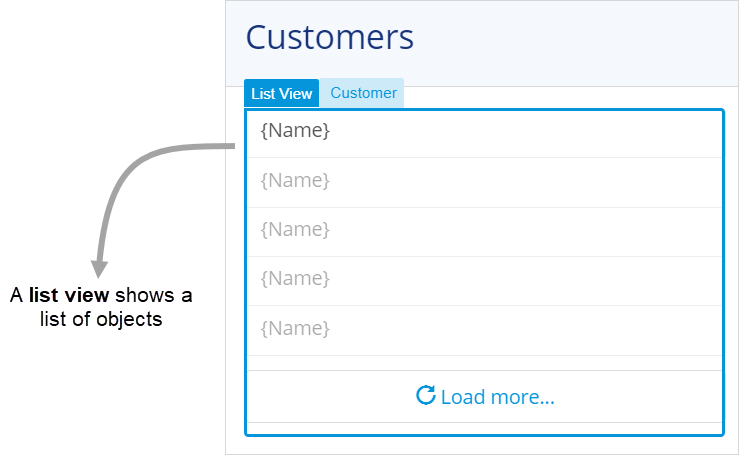 Customers
List View Customer
{Name}
{Name}
{Name}
{Name}
{Name}
Load more...
A list view shows a
list of objects